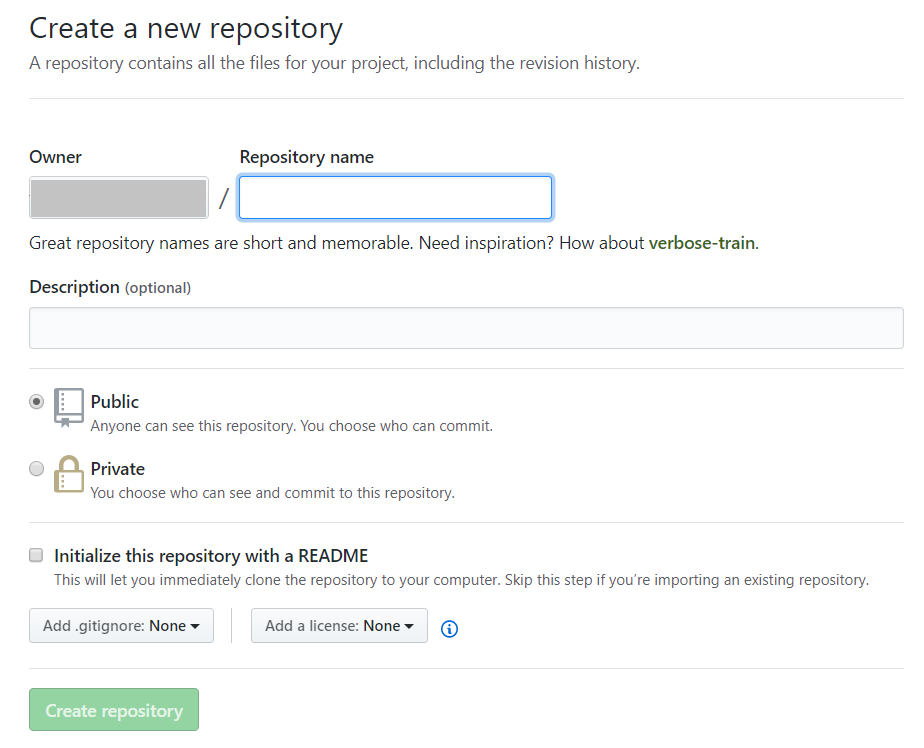 Create a new repository
A repository contains all the files for your project, including the revision history.
Owner
Repository name
/
Great repository names are short and memorable. Need inspiration? How about verbose-train.
Description (optional)
Public
Anyone can see this repository. You choose who can commit.
Private
You choose who can see and commit to this repository.
Initialize this repository with a README
This will let you immediately clone the repository to your computer. Skip this step if you’re importing an existing repository.
Add .gitignore: None
Add a license: None
Create repository